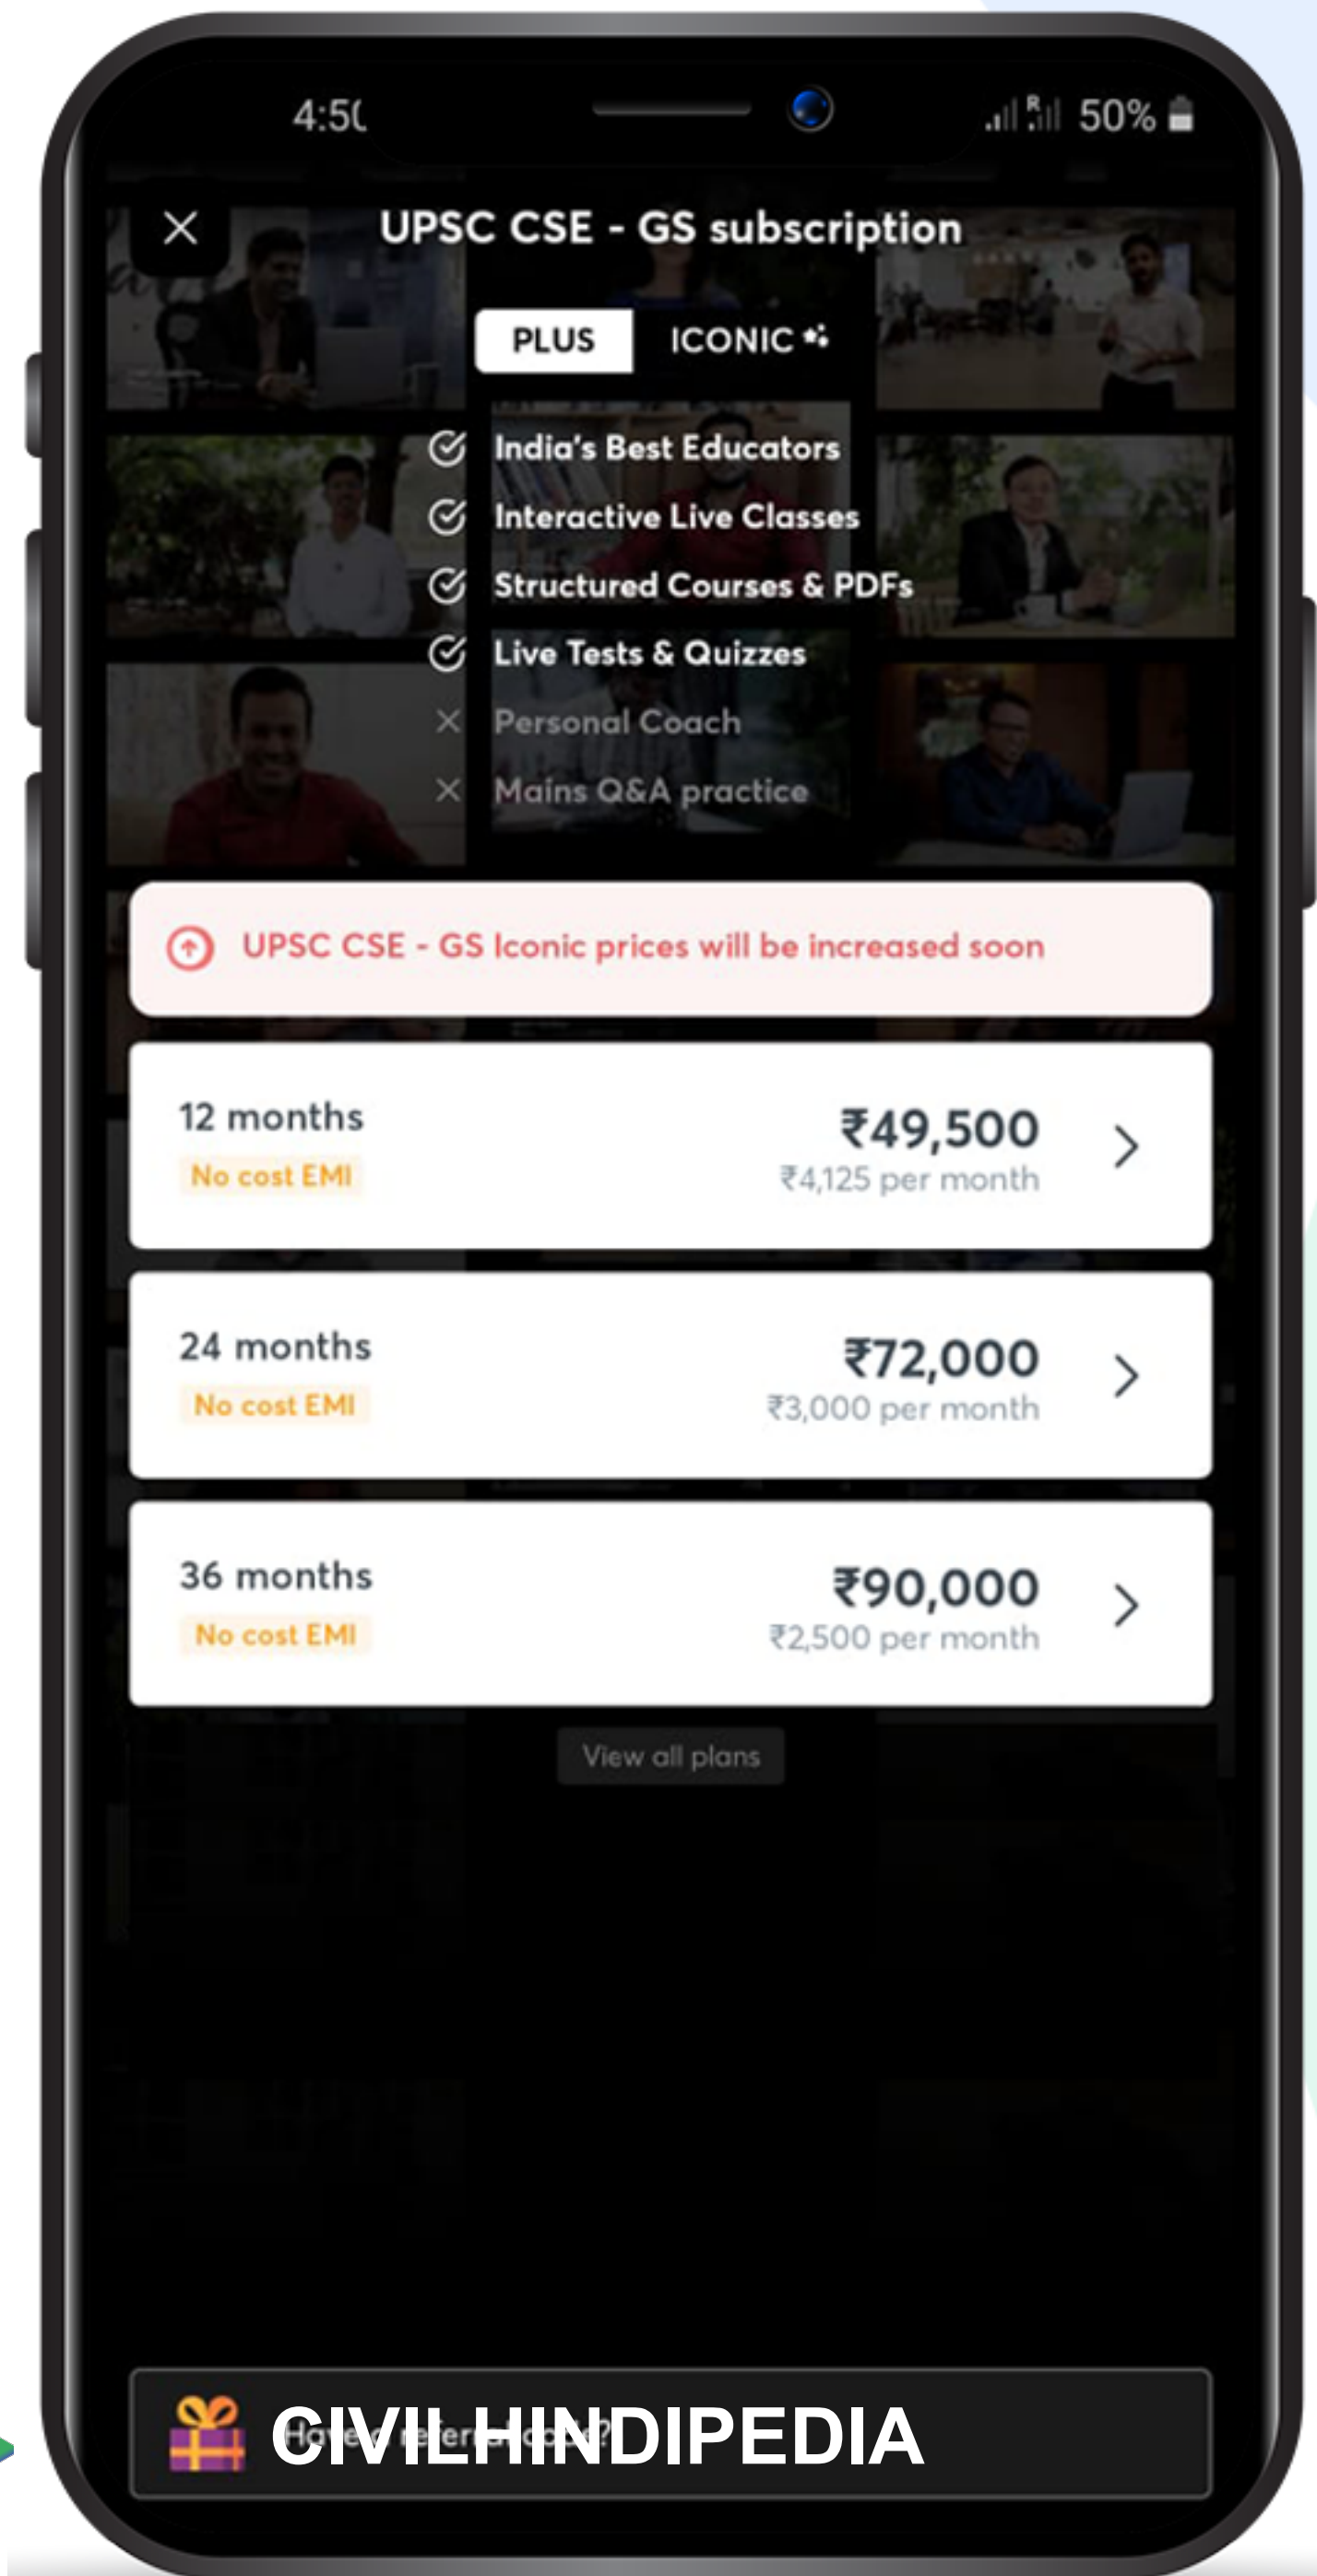 4:50
R 50%
UPSC CSE - GS subscription
PLUS ICONIC
India's Best Educators
Interactive Live Classes
Structured Courses & PDFs
Live Tests & Quizzes
Personal Coach
Mains Q&A practice
UPSC CSE - GS Iconic prices will be increased soon
12 months
₹49,500
No cost EMI
₹4,125 per month
24 months
₹72,000
No cost EMI
₹3,000 per month
36 months
₹90,000
No cost EMI
₹2,500 per month
View all plans
CIVILHINDIPEDIA